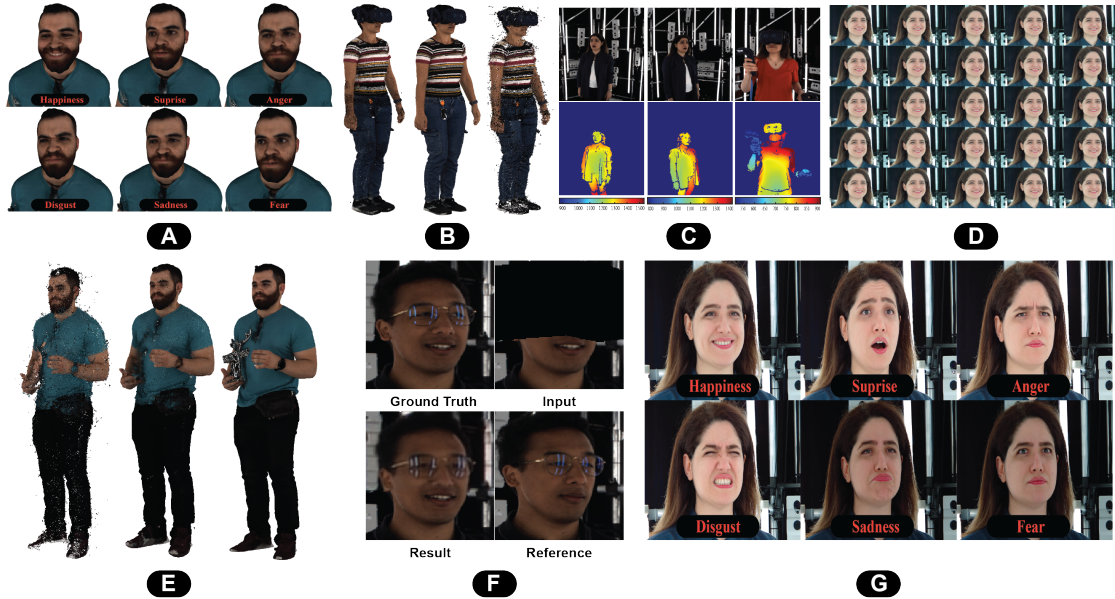 Happiness
Suprise
Anger
Disgust
Sadness
Fear
A
B
C
D
E
Ground Truth
Input
Result
Reference
F
Happiness
Suprise
Anger
Disgust
Sadness
Fear
G